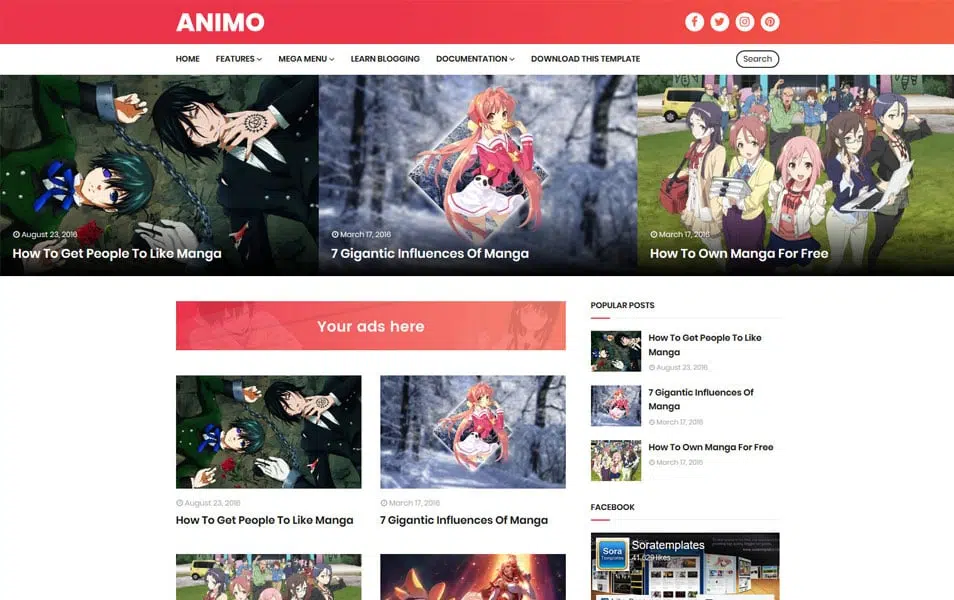 ANIMO
HOME FEATURES MEGA MENU LEARN BLOGGING DOCUMENTATION DOWNLOAD THIS TEMPLATE Search
August 23, 2016
How To Get People To Like Manga
March 17, 2016
7 Gigantic Influences Of Manga
March 17, 2016
How To Own Manga For Free
Your ads here
August 23, 2016
How To Get People To Like Manga
March 17, 2016
7 Gigantic Influences Of Manga
POPULAR POSTS
How To Get People To Like
Manga
August 23, 2016
7 Gigantic Influences Of
Manga
March 17, 2016
How To Own Manga For Free
March 17, 2016
FACEBOOK
Sora
Templates
Soratemplates
likes